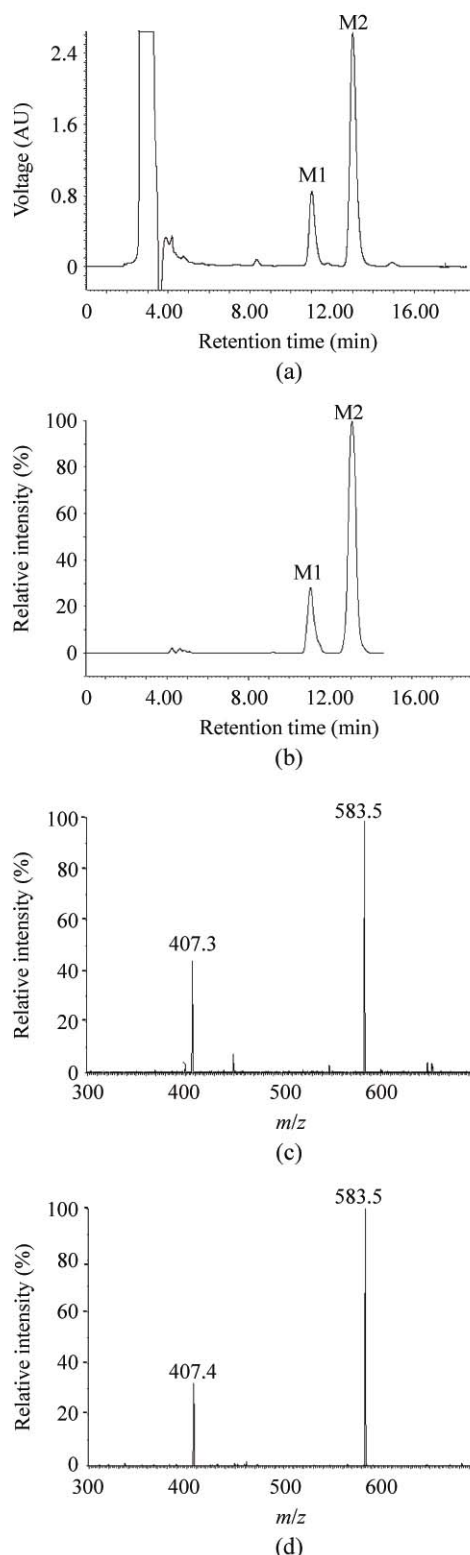 M2
2.4
1.6
Voltage (AU)
M1
0.8
0
0 4.00 8.00 12.00 16.00
Retention time (min)
(a)
100
M2
80
Relative intensity (%)
60
40
M1
20
0
0 4.00 8.00 12.00 16.00
Retention time (min)
(b)
583.5
100
80
Relative intensity (%)
60
407.3
40
20
0
300 400 500 600
m/z
(c)
583.5
100
80
Relative intensity (%)
60
40
407.4
20
0
300 400 500 600
m/z
(d)